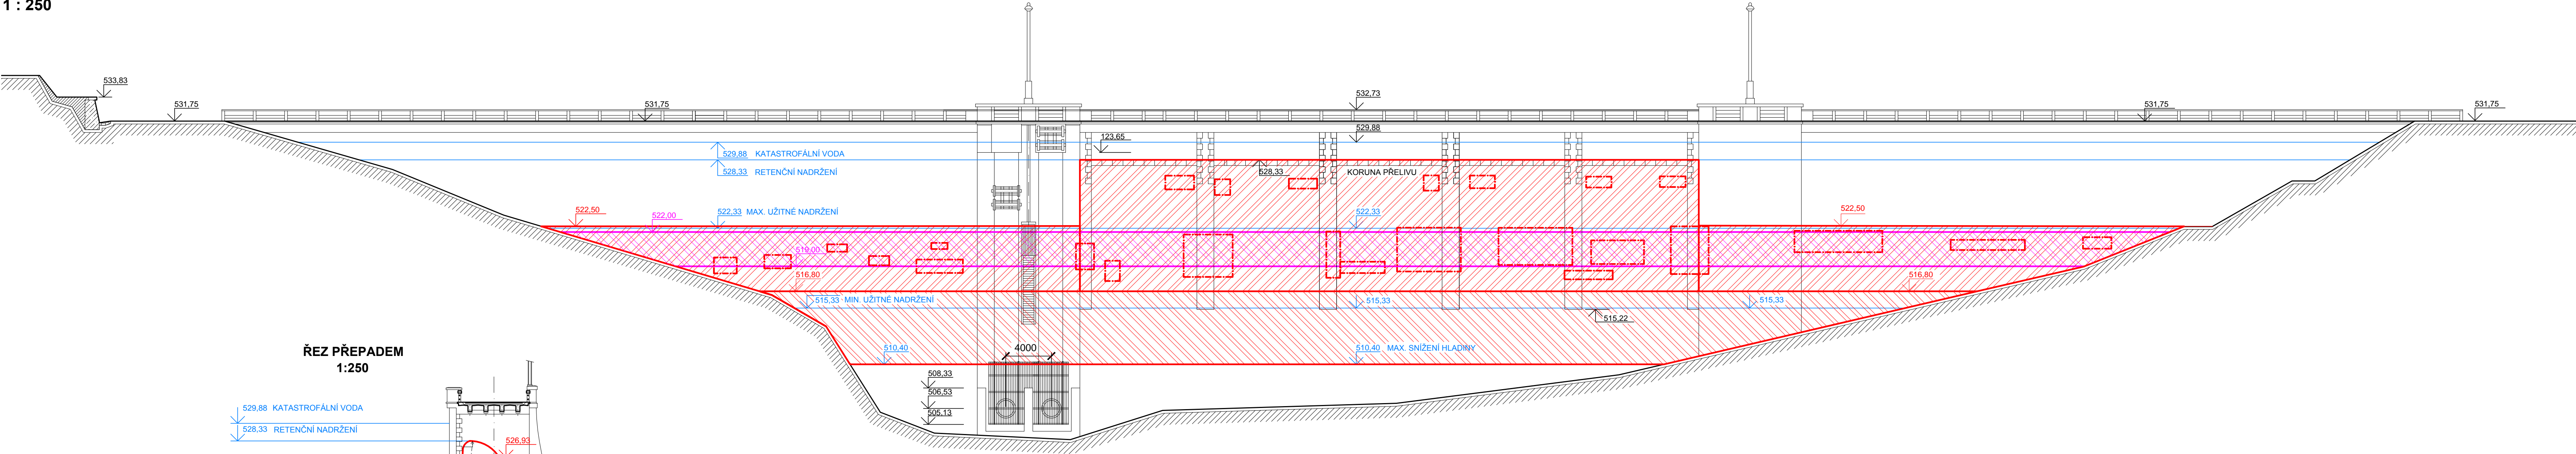 1 : 250
533,83
531,75
531,75
532,73
531,75
531,75
529,88
123,65
529,88 KATASTROFÁLNÍ VODA
528,33 RETENČNÍ NADRŽENÍ
528,33
KORUNA PŘELIVU
522,50
522,00
522,33 MAX. UŽITNÉ NADRŽENÍ
522,33
522,50
519,00
516,80
516,80
515,33 MIN. UŽITNÉ NADRŽENÍ
515,33
515,33
515,22
510,40
4000
510,40 MAX. SNÍŽENÍ HLADINY
508,33
506,53
505,13
ŘEZ PŘEPADEM
1:250
529,88 KATASTROFÁLNÍ VODA
528,33 RETENČNÍ NADRŽENÍ
526,93